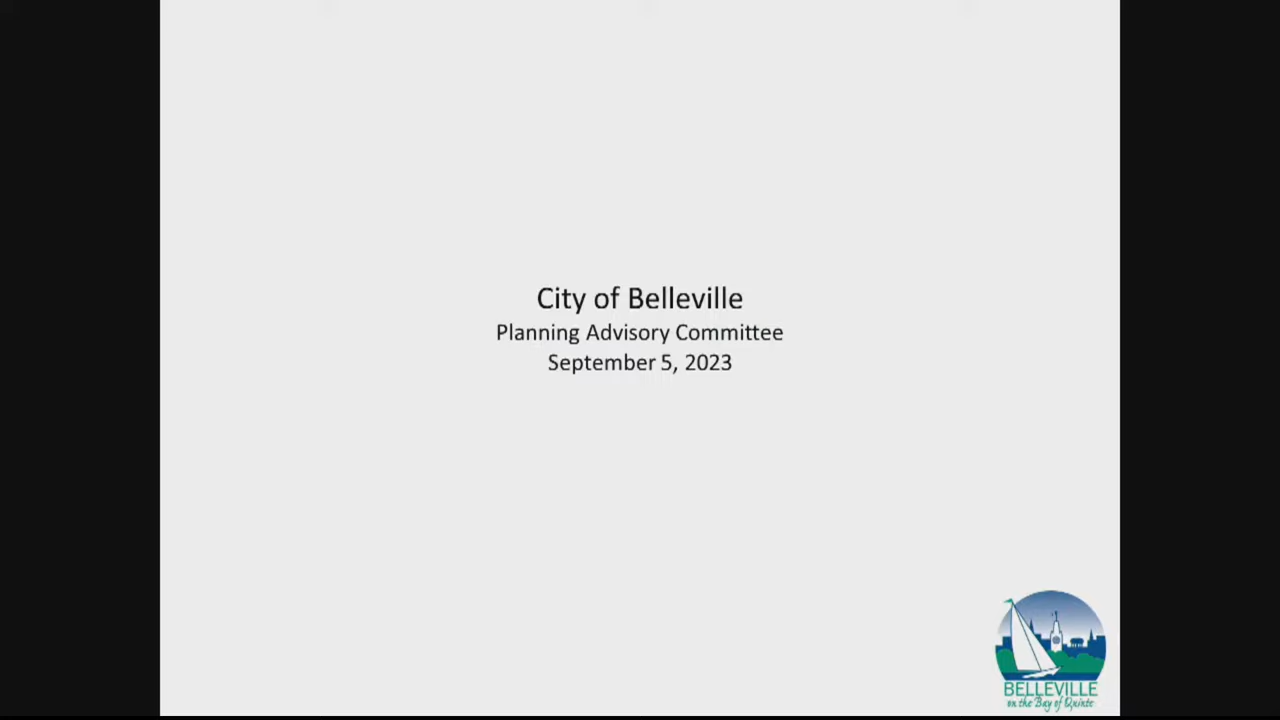 City of Belleville
Planning Advisory Committee
September 5, 2023
BELLEVILLE
on the Bay of Quinte